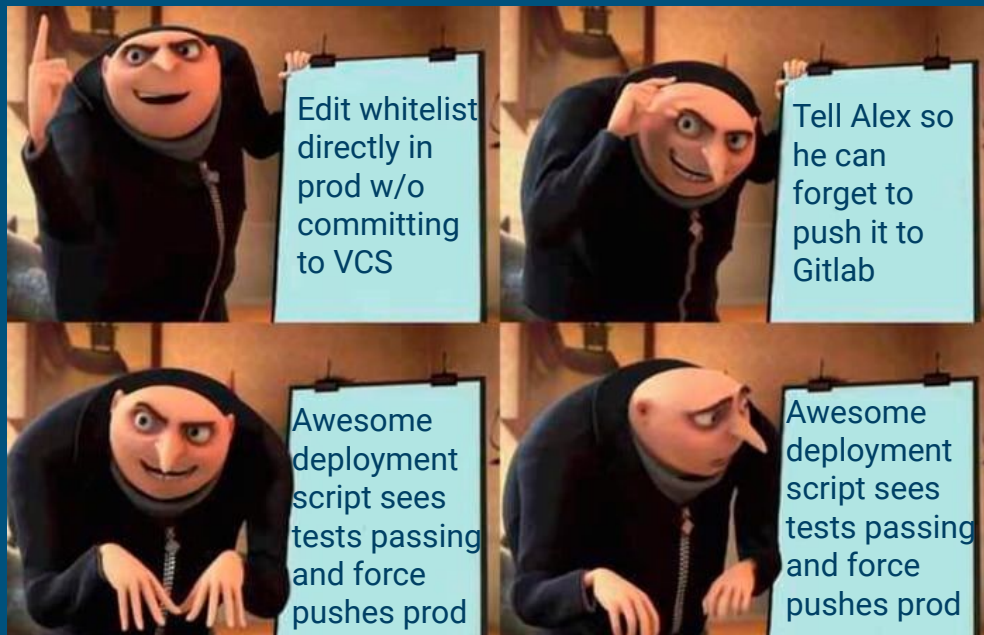 Edit whitelist
directly in
prod w/o
committing
to VCS
Tell Alex so
he can
forget to
push it to
Gitlab
Awesome
deployment
script sees
tests passing
and force
pushes prod
Awesome
deployment
script sees
tests passing
and force
pushes prod